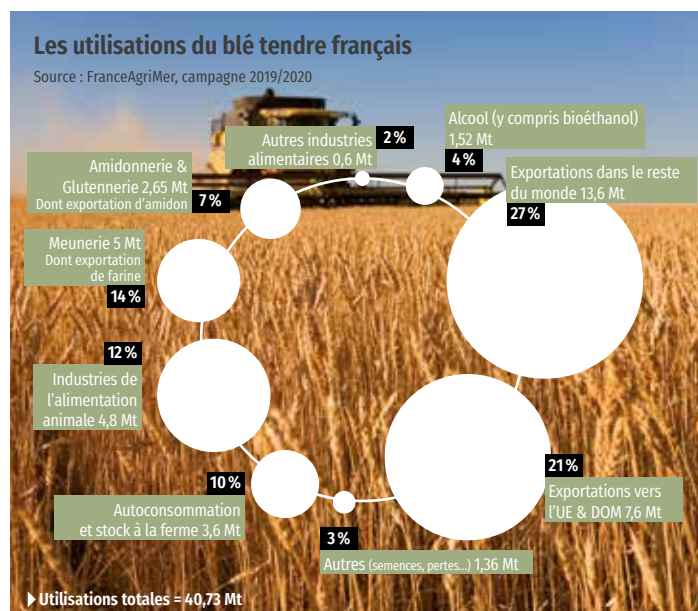 Les utilisations du blé tendre français
Source : FranceAgriMer, campagne 2019/2020
Alcool (y compris bioéthanol)
1,52 Mt
4 %
Autres industries
alimentaires 0,6 Mt
2 %
Amidonnerie &
Glutennerie 2,65 Mt
Dont exportation d'amidon
7 %
Exportations dans le reste
du monde 13,6 Mt
27 %
Meunerie 5 Mt
Dont exportation
de farine
14 %
12 %
Industries de
l'alimentation
animale 4,8 Mt
10 %
Autoconsommation
et stock à la ferme 3,6 Mt
3 %
Autres (semences, pertes...) 1,36 Mt
21 %
Exportations vers
l'UE & DOM 7,6 Mt
Utilisations totales = 40,73 Mt